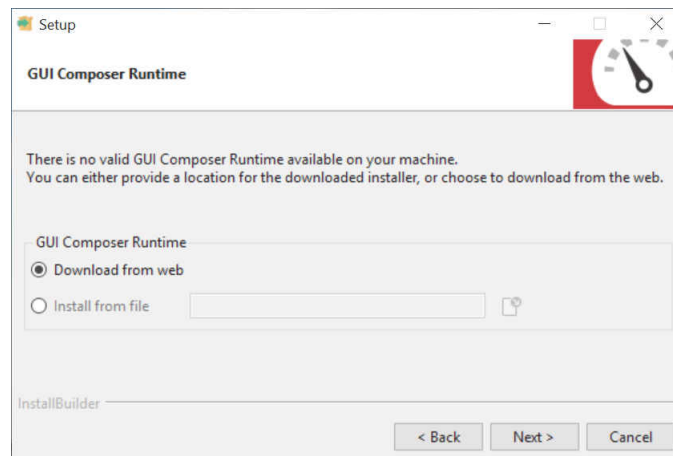 Setup
GUI Composer Runtime
There is no valid GUI Composer Runtime available on your machine.
You can either provide a location for the downloaded installer, or choose to download from the web.
GUI Composer Runtime
Download from web
Install from file
InstallBuilder
< Back Next > Cancel